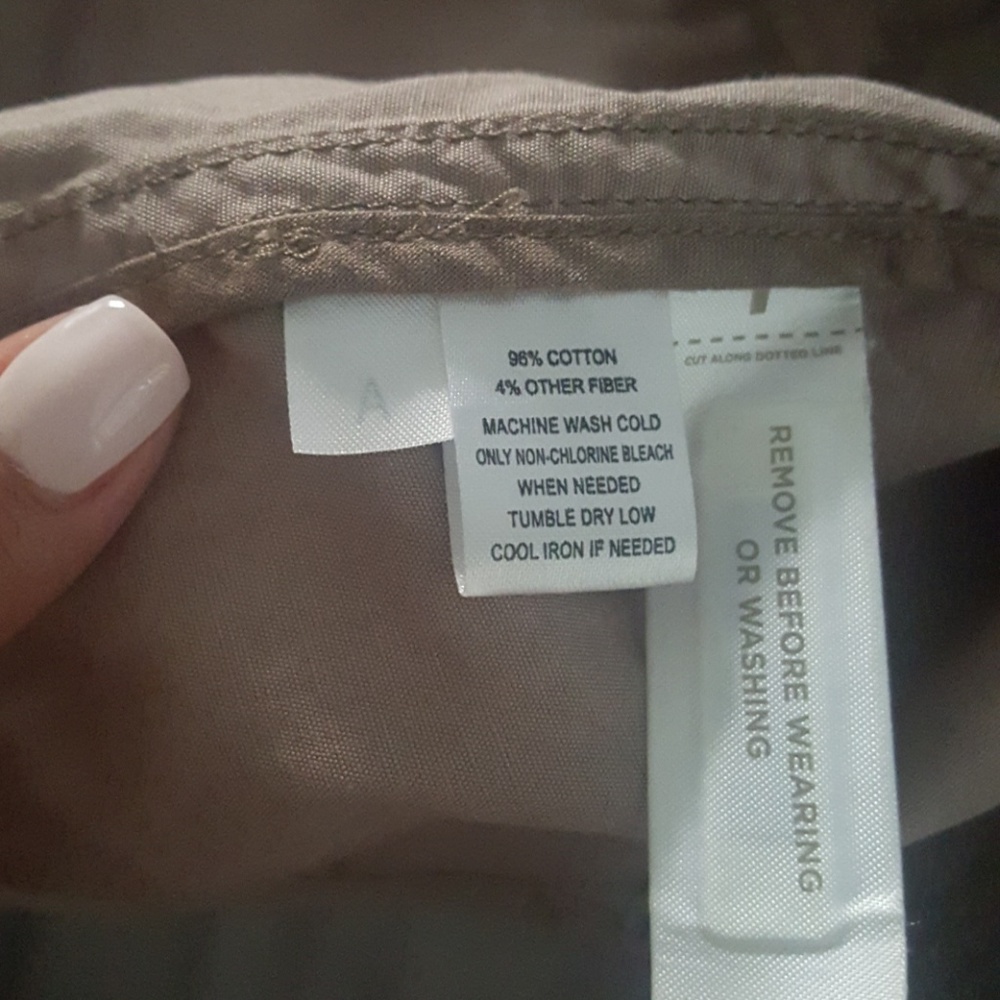 A
96% COTTON
4% OTHER FIBER
MACHINE WASH COLD
ONLY NON-CHLORINE BLEACH
WHEN NEEDED
TUMBLE DRY LOW
COOL IRON IF NEEDED
CUT ALONG DOTTED LINE
REMOVE BEFORE WEARING
OR WASHING